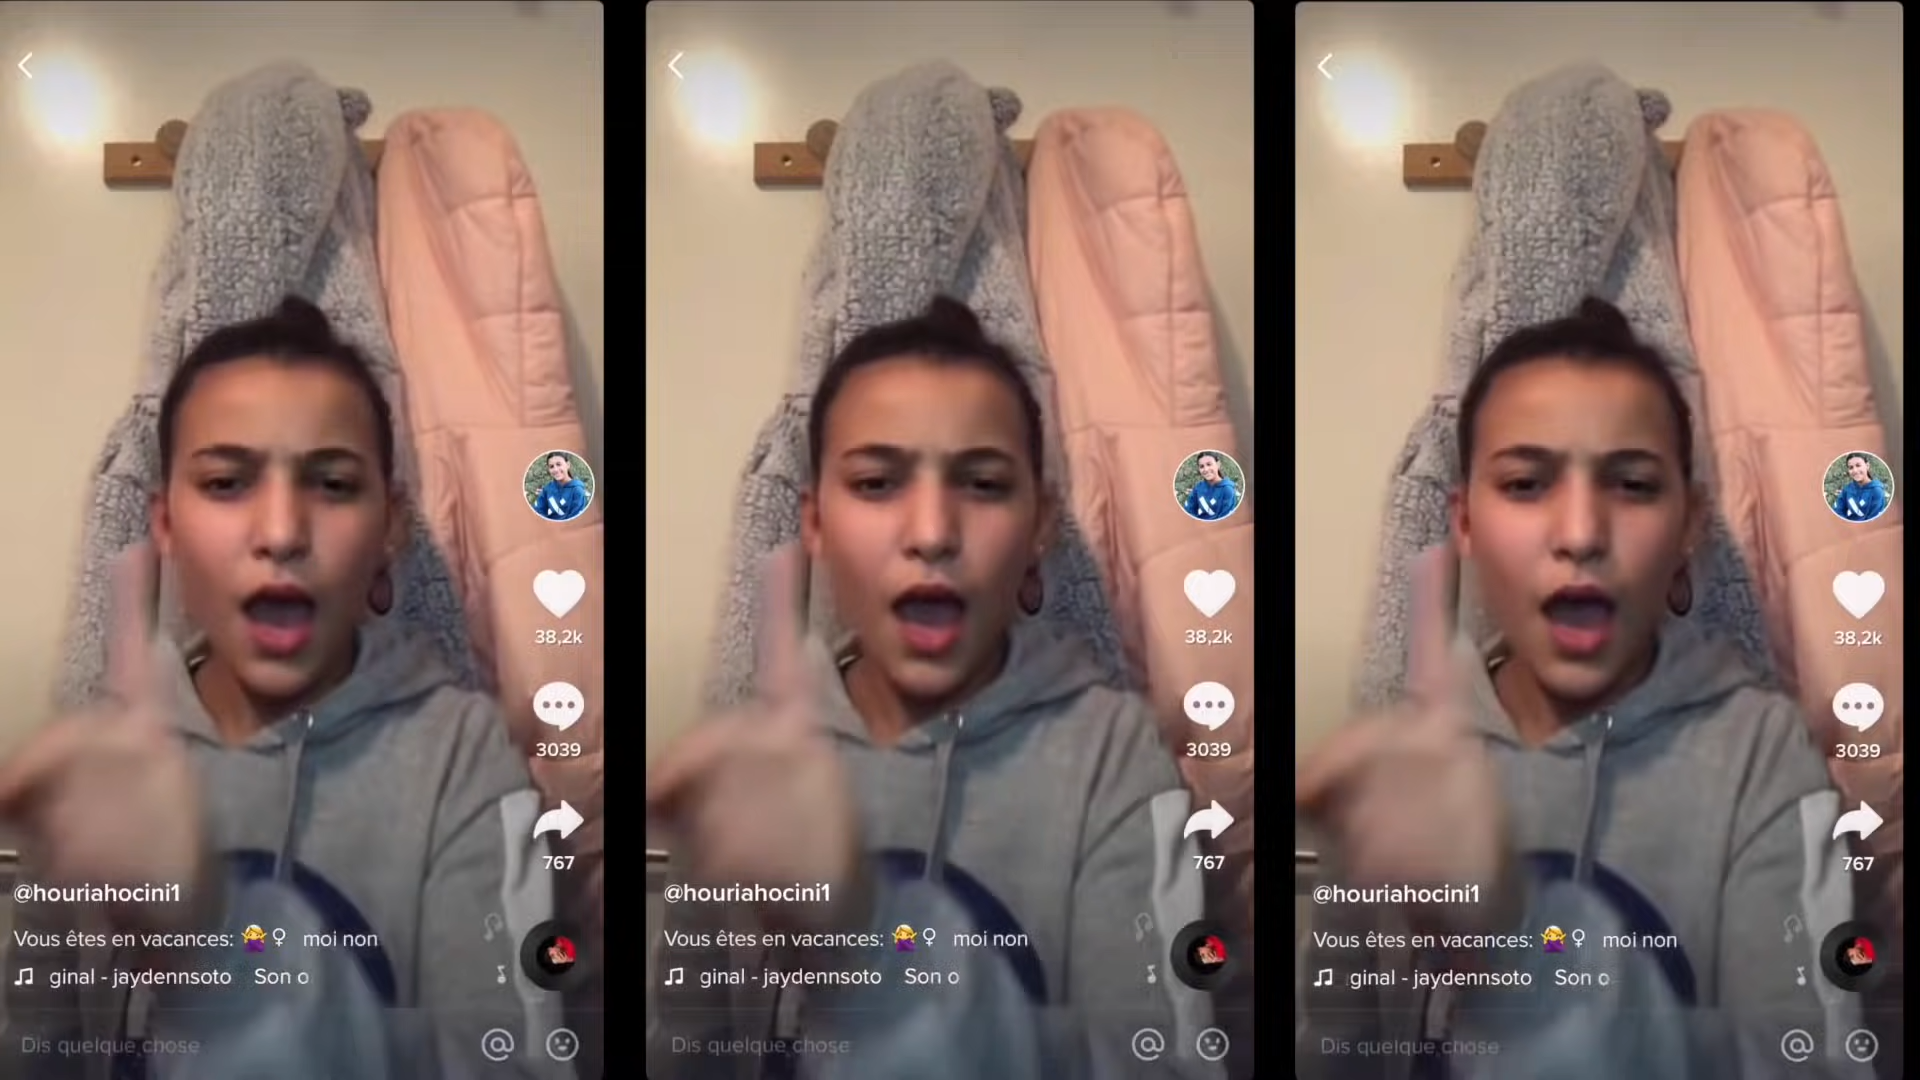 38,2k
3039
767
@houriahocini1
Vous êtes en vacances: 🙅‍♀ moi non
ginal - jaydennsoto Son o
Dis quelque chose
38,2k
3039
767
@houriahocini1
Vous êtes en vacances: 🙅‍♀ moi non
ginal - jaydennsoto Son o
Dis quelque chose
38,2k
3039
767
@houriahocini1
Vous êtes en vacances: 🙅‍♀ moi non
ginal - jaydennsoto Son o
Dis quelque chose